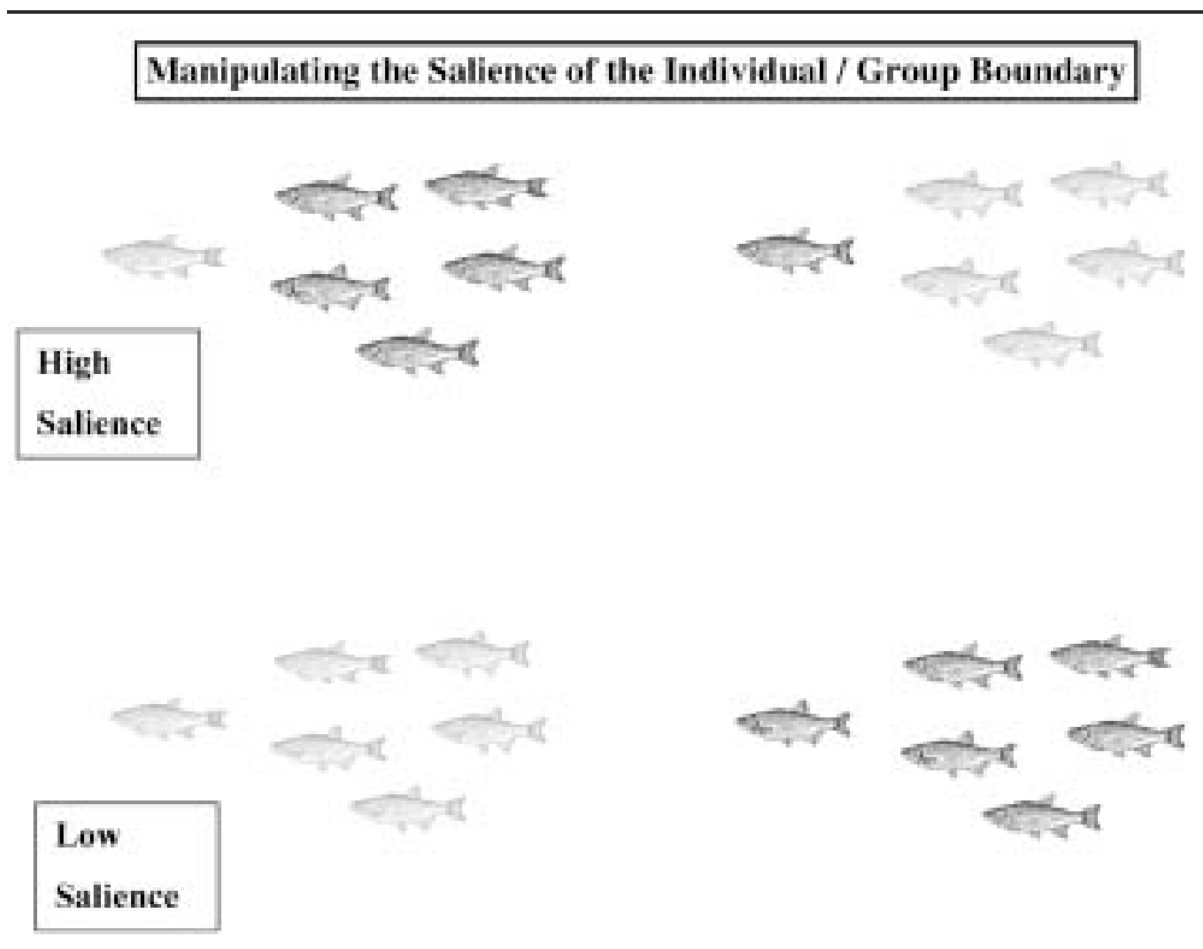 Manipulating the Salience of the Individual / Group Boundary
High
Salience
Low
Salience